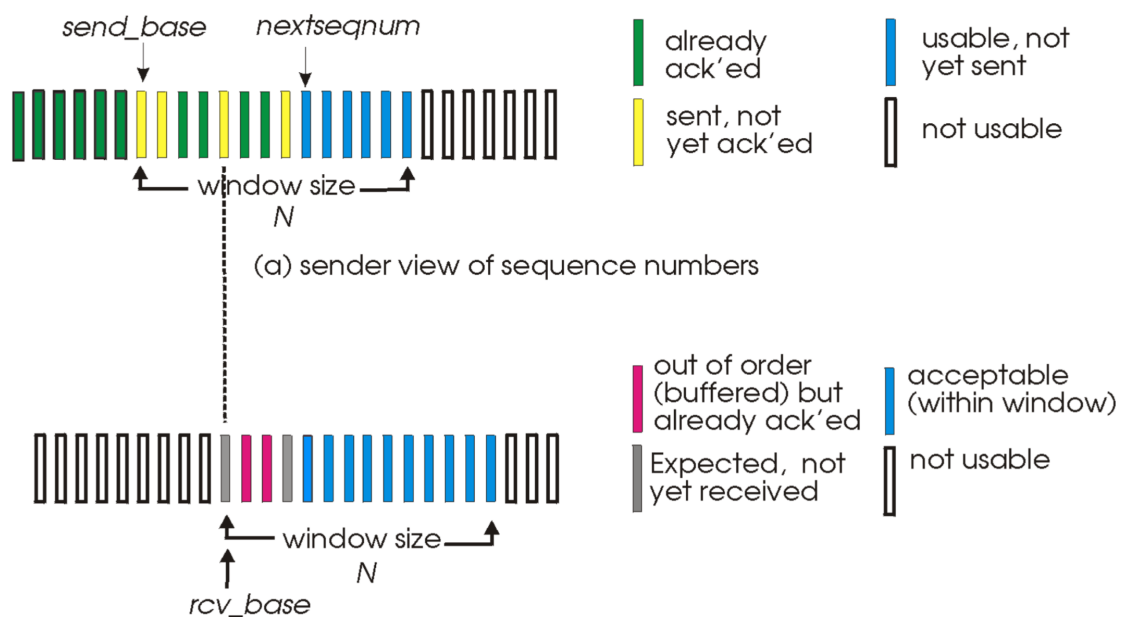 send_base
nextseqnum
already
ack'ed
usable, not
yet sent
sent, not
yet ack'ed
not usable
window size
N
(a) sender view of sequence numbers
out of order
(buffered) but
already ack'ed
acceptable
(within window)
Expected, not
yet received
not usable
window size
N
rcv_base